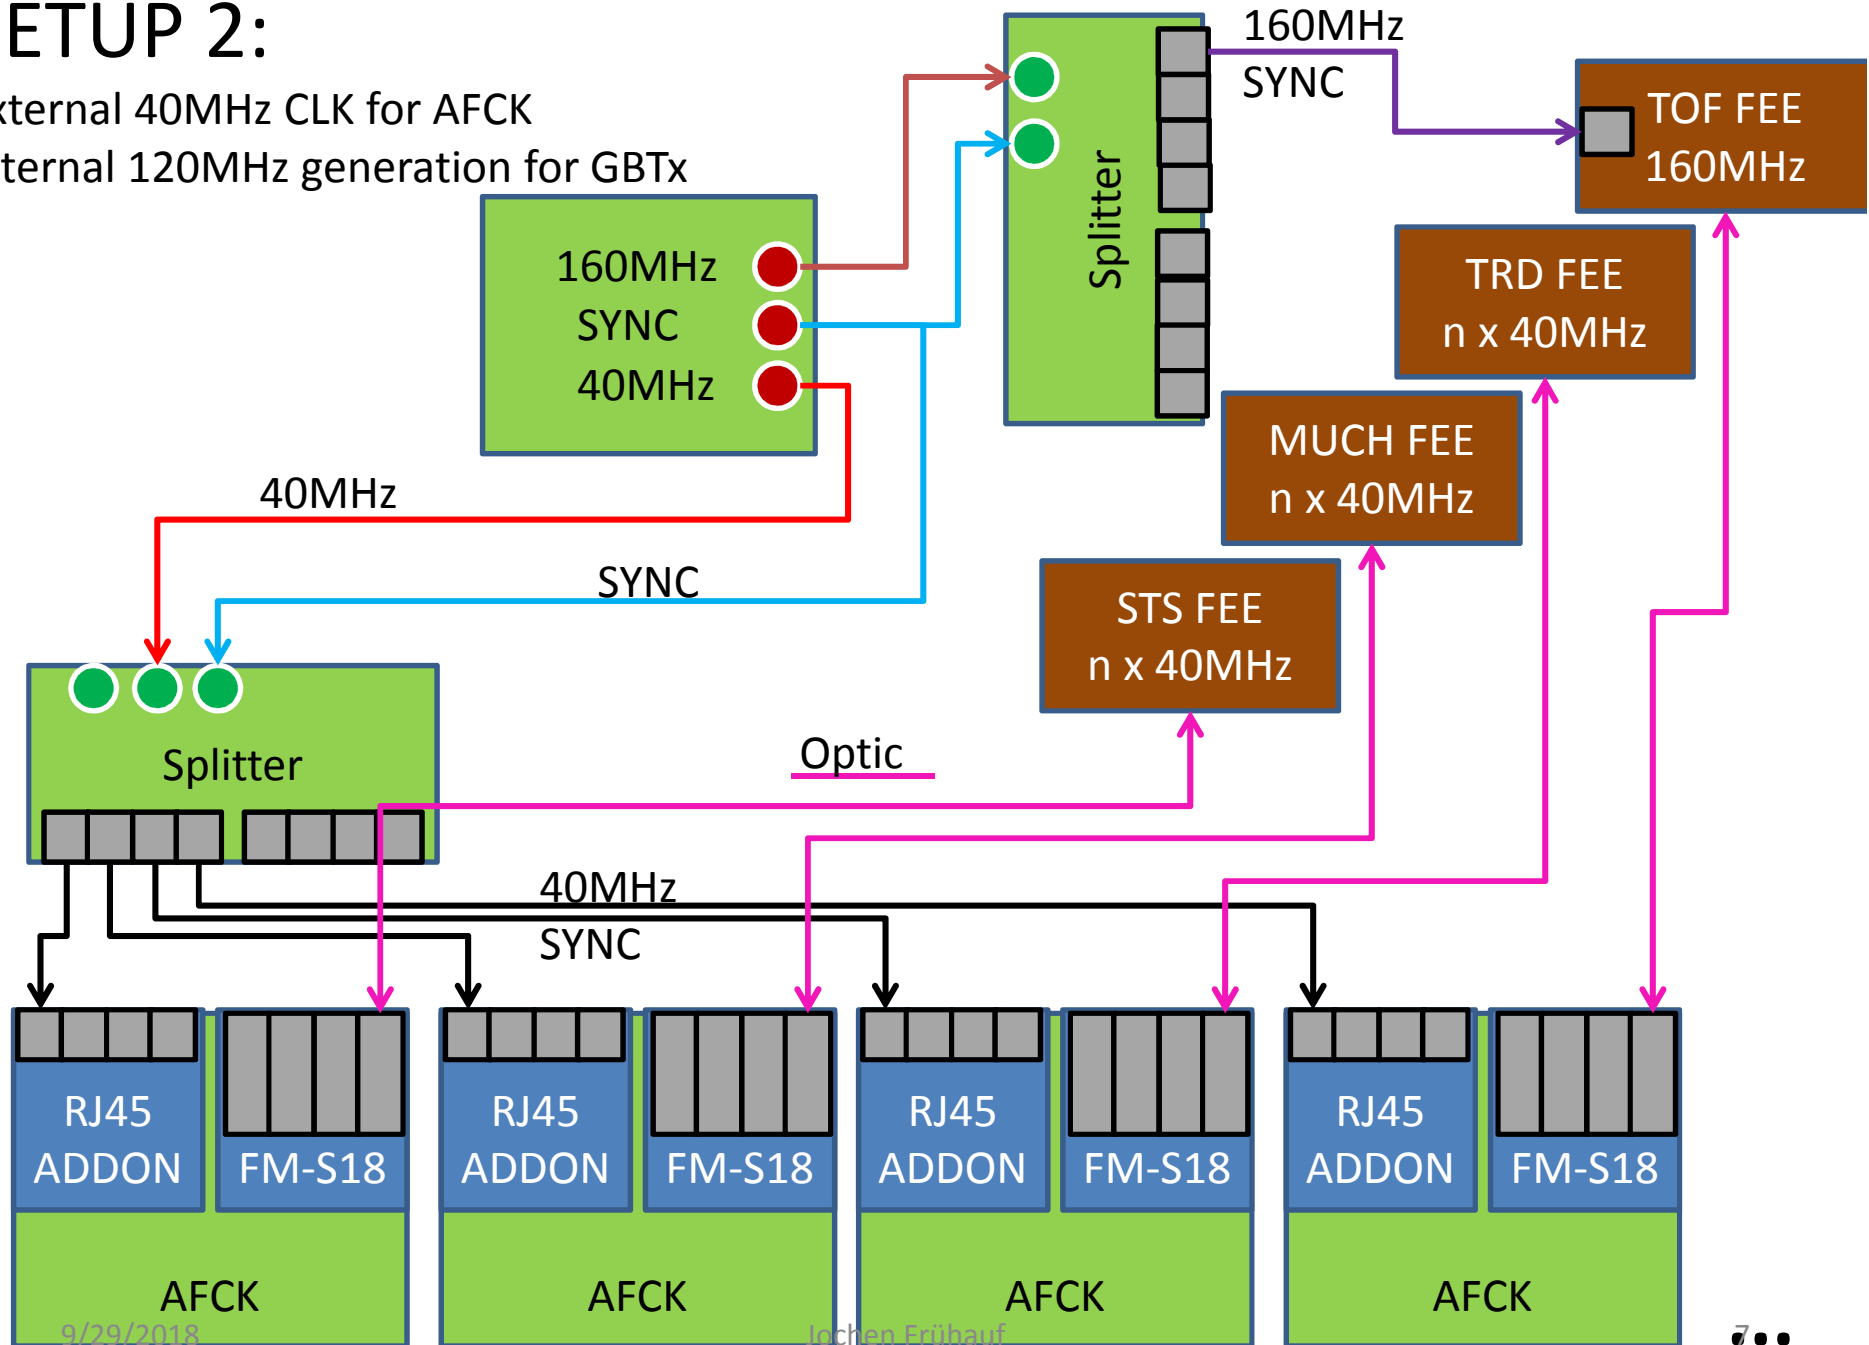 ETUP 2:
xternal 40MHz CLK for AFCK
ternal 120MHz generation for GBTx
160MHz
SYNC
TOF FEE
160MHz
Splitter
160MHz
SYNC
40MHz
TRD FEE
n x 40MHz
MUCH FEE
n x 40MHz
40MHz
SYNC
STS FEE
n x 40MHz
Splitter
Optic
40MHz
SYNC
RJ45
ADDON
FM-S18
AFCK
RJ45
ADDON
FM-S18
AFCK
RJ45
ADDON
FM-S18
AFCK
RJ45
ADDON
FM-S18
AFCK
9/29/2018
Jochen Frühauf
7
...